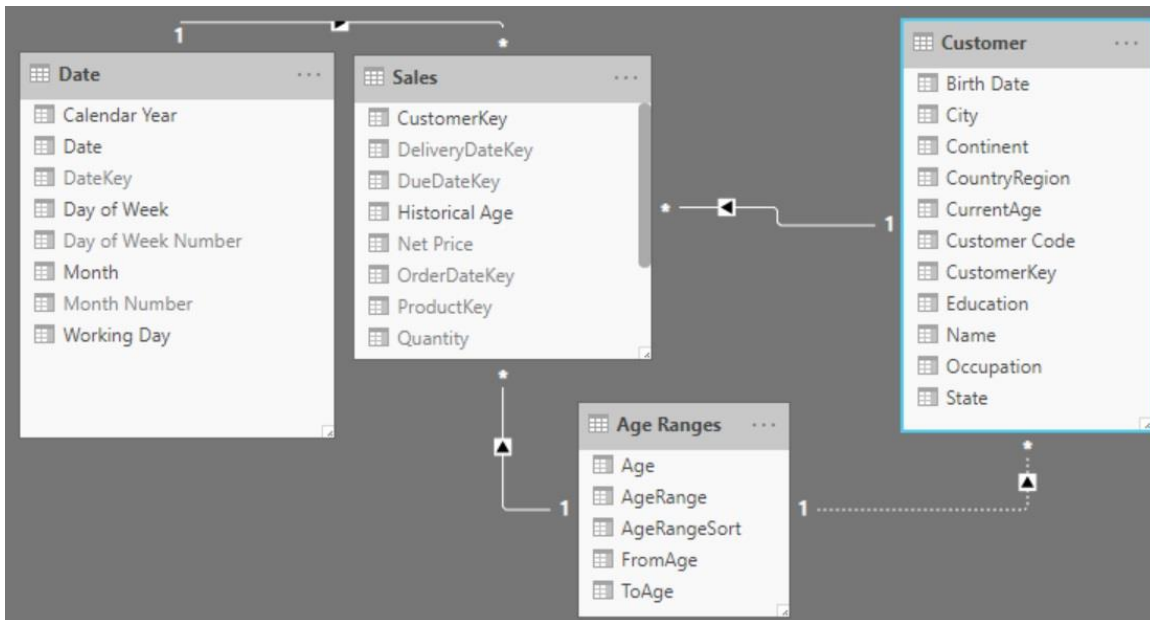 1
*
Date
Calendar Year
Date
DateKey
Day of Week
Day of Week Number
Month
Month Number
Working Day
Sales
CustomerKey
DeliveryDateKey
DueDateKey
Historical Age
Net Price
OrderDateKey
ProductKey
Quantity
*
1
Customer
Birth Date
City
Continent
CountryRegion
CurrentAge
Customer Code
CustomerKey
Education
Name
Occupation
State
*
1
Age Ranges
Age
AgeRange
AgeRangeSort
FromAge
ToAge
1
*